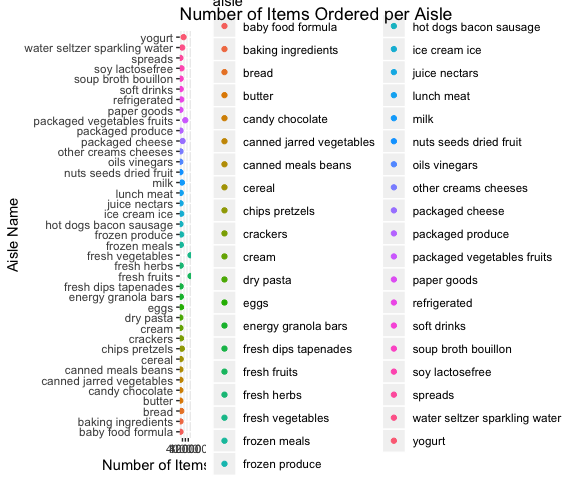 aisle
Number of Items Ordered per Aisle
Aisle Name
yogurt
water seltzer sparkling water
spreads
soy lactosefree
soup broth bouillon
soft drinks
refrigerated
paper goods
packaged vegetables fruits
packaged produce
packaged cheese
other creams cheeses
oils vinegars
nuts seeds dried fruit
milk
lunch meat
juice nectars
ice cream ice
hot dogs bacon sausage
frozen produce
frozen meals
fresh vegetables
fresh herbs
fresh fruits
fresh dips tapenades
energy granola bars
eggs
dry pasta
cream
crackers
chips pretzels
cereal
canned meals beans
canned jarred vegetables
candy chocolate
butter
bread
baking ingredients
baby food formula
Number of Items
baby food formula
baking ingredients
bread
butter
candy chocolate
canned jarred vegetables
canned meals beans
cereal
chips pretzels
crackers
cream
dry pasta
eggs
energy granola bars
fresh dips tapenades
fresh fruits
fresh herbs
fresh vegetables
frozen meals
frozen produce
hot dogs bacon sausage
ice cream ice
juice nectars
lunch meat
milk
nuts seeds dried fruit
oils vinegars
other creams cheeses
packaged cheese
packaged produce
packaged vegetables fruits
paper goods
refrigerated
soft drinks
soup broth bouillon
soy lactosefree
spreads
water seltzer sparkling water
yogurt